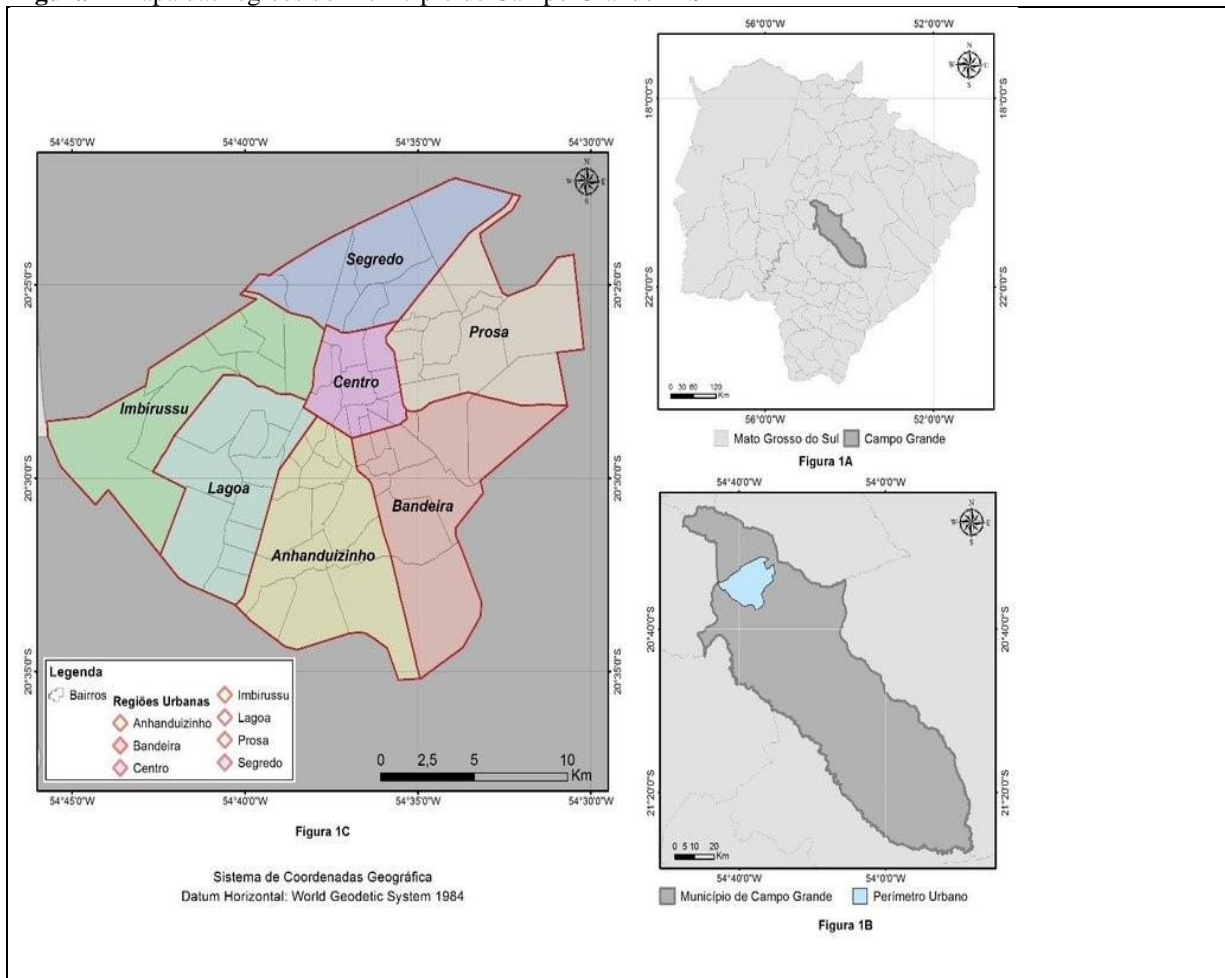 54°45'0"W 54°40'0"W 54°35'0"W 54°30'0"W
N
W E
S
20°25'0"S 20°25'0"S
20°30'0"S 20°30'0"S
20°35'0"S 20°35'0"S
Segredo
Prosa
Centro
Imbirussu
Lagoa
Bandeira
Anhanduizinho
Legenda
Bairros
Regiões Urbanas
Anhanduizinho
Bandeira
Centro
Imbirussu
Lagoa
Prosa
Segredo
0 2,5 5 10
Km
54°45'0"W 54°40'0"W 54°35'0"W 54°30'0"W
Figura 1C
Sistema de Coordenadas Geográfica
Datum Horizontal: World Geodetic System 1984
56°0'0"W 52°0'0"W
N
W
S
18°0'0"S 18°0'0"S
22°0'0"S 22°0'0"S
0 30 60 120
Km
56°0'0"W 52°0'0"W
Mato Grosso do Sul Campo Grande
Figura 1A
54°40'0"W 54°0'0"W
N
W E
S
20°40'0"S 20°40'0"S
21°20'0"S 21°20'0"S
0 5 10 20
Km
54°40'0"W 54°0'0"W
Município de Campo Grande Perímetro Urbano
Figura 1B